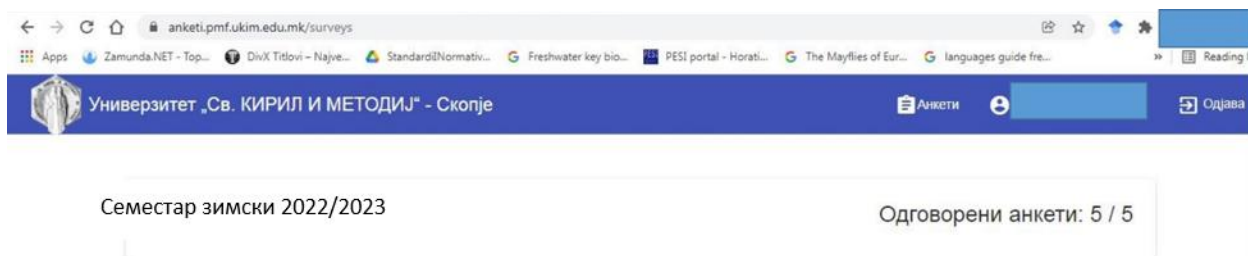 anketi.pmf.ukim.edu.mk/surveys
Apps Zamunda.NET - Top... DivX Titlovi - Najve... StandardiINormativ... Freshwater key bio... PESI portal - Horati... The Mayflies of Eur... languages guide fre... » Reading
Универзитет „Св. КИРИЛ И МЕТОДИЈ“ - Скопје Анкети Одјава
Семестар зимски 2022/2023 Одговорени анкети: 5 / 5